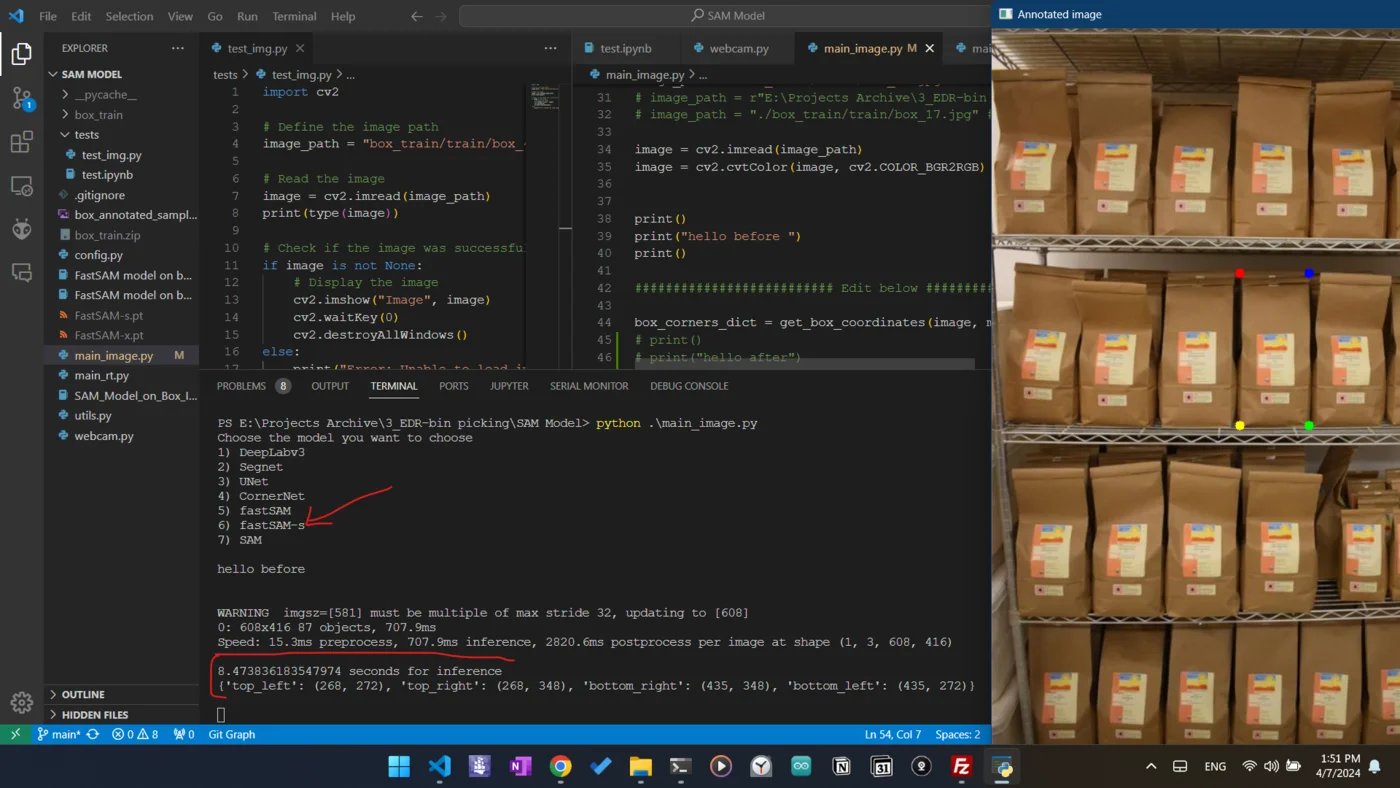 File Edit Selection View Go Run Terminal Help
SAM Model
Annotated image
EXPLORER
SAM MODEL
__pycache__
box_train
tests
test_img.py
test.ipynb
.gitignore
box_annotated_sampl...
box_train.zip
config.py
FastSAM model on b...
FastSAM model on b...
FastSAM-s.pt
FastSAM-x.pt
main_image.py M
main_rt.py
SAM_Model_on_Box_I...
utils.py
webcam.py
OUTLINE
HIDDEN FILES
test_img.py
tests > test_img.py > ...
1 import cv2
2
3 # Define the image path
4 image_path = "box_train/train/box_
5
6 # Read the image
7 image = cv2.imread(image_path)
8 print(type(image))
9
10 # Check if the image was successfu
11 if image is not None:
12 # Display the image
13 cv2.imshow("Image", image)
14 cv2.waitKey(0)
15 cv2.destroyAllWindows()
16 else:
17 print("Error: Unable to load i
test.ipynb webcam.py main_image.py M
main_image.py > ...
31 # image_path = r"E:\Projects Archive\3_EDR-bin
32 # image_path = "./box_train/train/box_17.jpg" #
33
34 image = cv2.imread(image_path)
35 image = cv2.cvtColor(image, cv2.COLOR_BGR2RGB)
36
37
38 print()
39 print("hello before ")
40 print()
41
42 ########################## Edit below #########
43
44 box_corners_dict = get_box_coordinates(image, m
45 # print()
46 # print("hello after")
PROBLEMS 8 OUTPUT TERMINAL PORTS JUPYTER SERIAL MONITOR DEBUG CONSOLE
PS E:\Projects Archive\3_EDR-bin picking\SAM Model> python .\main_image.py
Choose the model you want to choose
1) DeepLabv3
2) Segnet
3) UNet
4) CornerNet
5) fastSAM
6) fastSAM-s
7) SAM
hello before
WARNING imgsz=[581] must be multiple of max stride 32, updating to [608]
0: 608x416 87 objects, 707.9ms
Speed: 15.3ms preprocess, 707.9ms inference, 2820.6ms postprocess per image at shape (1, 3, 608, 416)
8.473836183547974 seconds for inference
{'top_left': (268, 272), 'top_right': (268, 348), 'bottom_right': (435, 348), 'bottom_left': (435, 272)}
main* 0 8 0 Git Graph Ln 54, Col 7 Spaces: 2
ENG
1:51 PM
4/7/2024